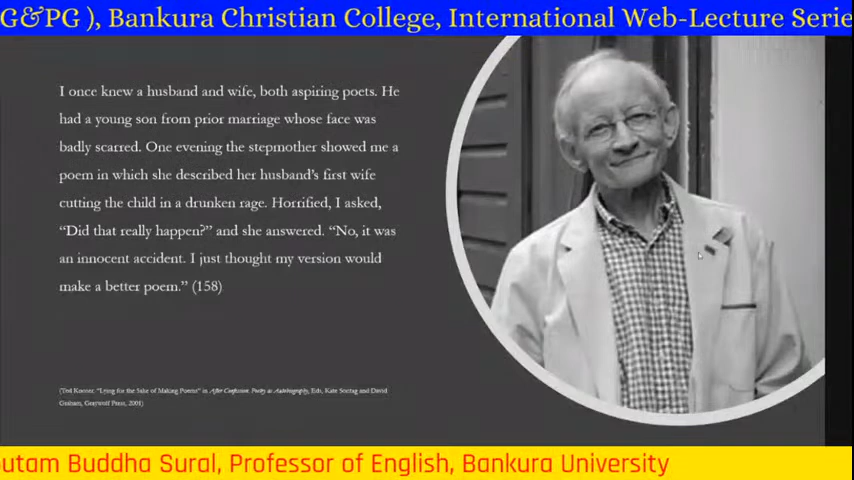 G&PG ), Bankura Christian College, International Web-Lecture Serie
I once knew a husband and wife, both aspiring poets. He
had a young son from prior marriage whose face was
badly scarred. One evening the stepmother showed me a
poem in which she described her husband's first wife
cutting the child in a drunken rage. Horrified, I asked,
“Did that really happen?” and she answered. “No, it was
an innocent accident. I just thought my version would
make a better poem.” (158)
(Ted Kooser. “Lying for the Sake of Making Poems” in After Confession: Poetry as Autobiography, Eds. Kate Sontag and David
Graham, Graywolf Press, 2001)
outam Buddha Sural, Professor of English, Bankura University